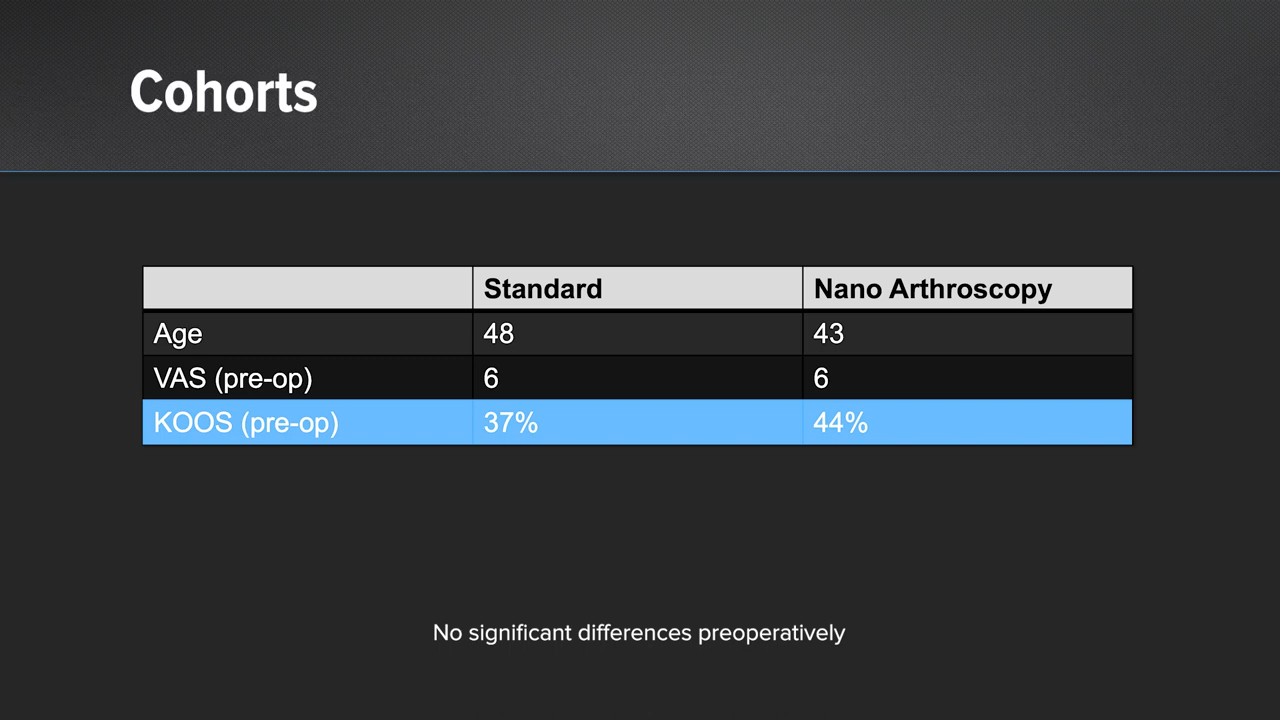 Cohorts
Standard Nano Arthroscopy
Age 48 43
VAS (pre-op) 6 6
KOOS (pre-op) 37% 44%
No significant differences preoperatively